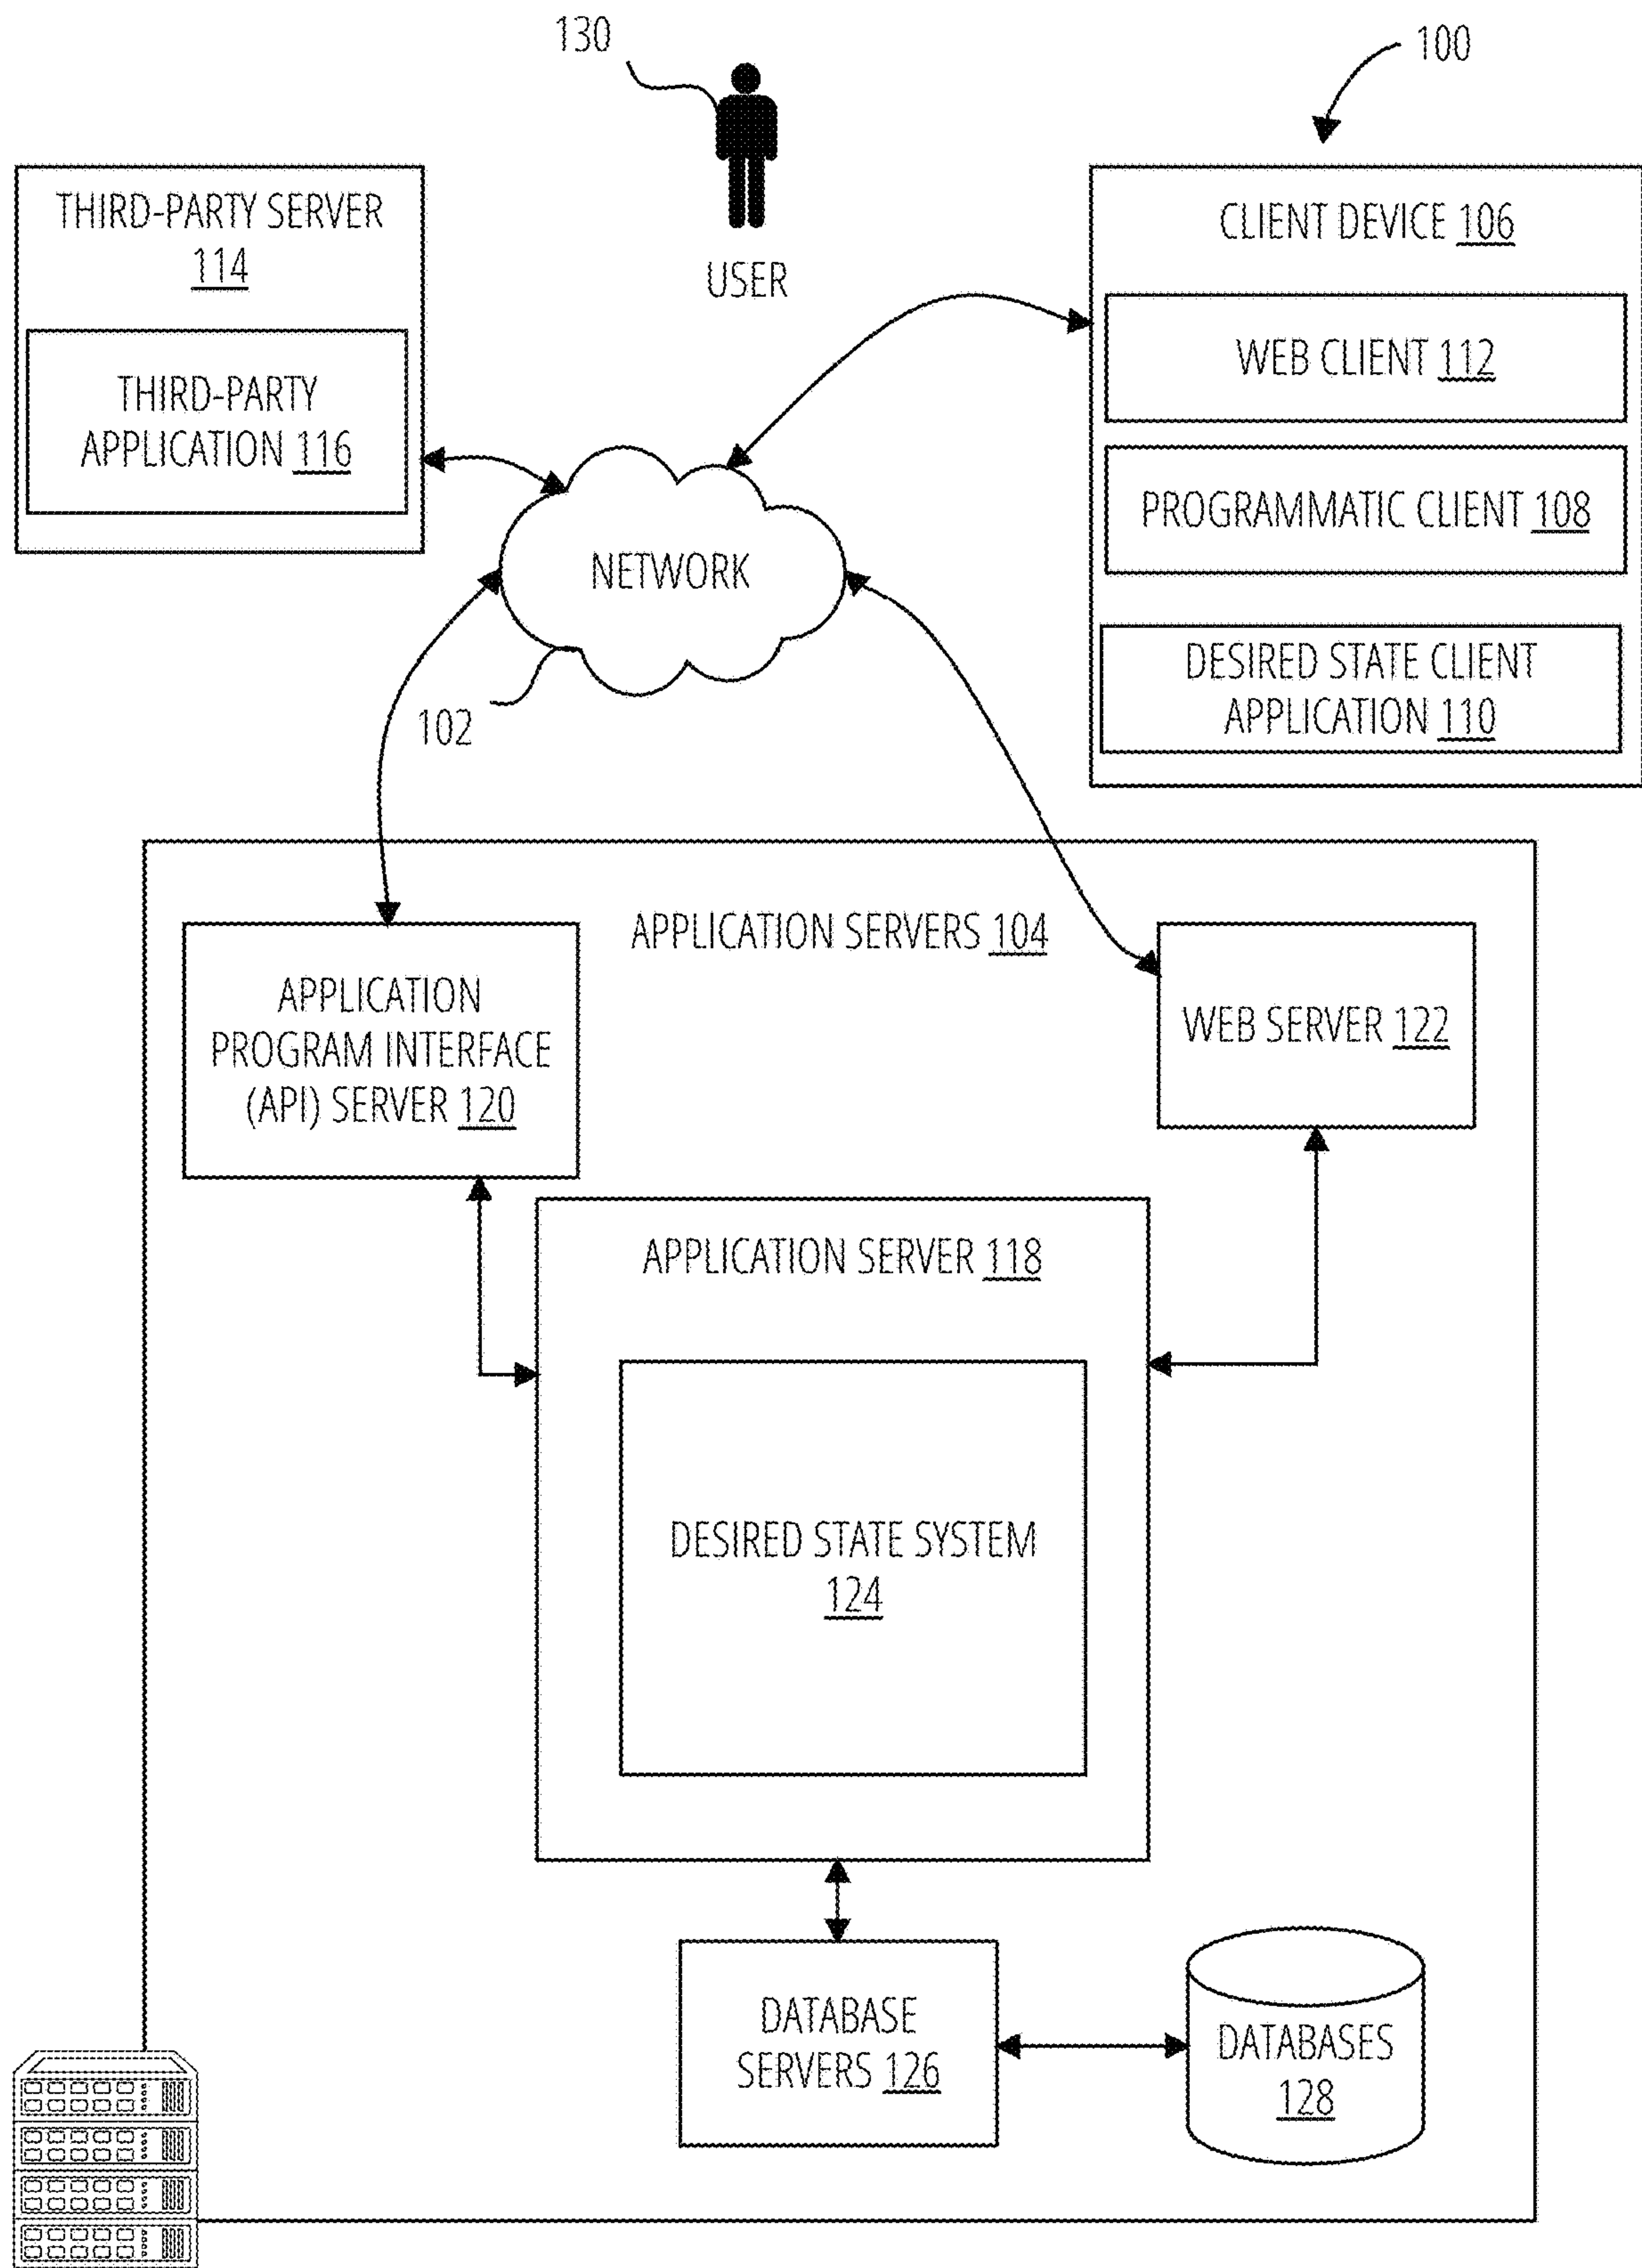 130
100
USER
THIRD-PARTY SERVER
114
THIRD-PARTY
APPLICATION 116
CLIENT DEVICE 106
WEB CLIENT 112
PROGRAMMATIC CLIENT 108
DESIRED STATE CLIENT
APPLICATION 110
NETWORK
102
APPLICATION SERVERS 104
APPLICATION
PROGRAM INTERFACE
(API) SERVER 120
WEB SERVER 122
APPLICATION SERVER 118
DESIRED STATE SYSTEM
124
DATABASE
SERVERS 126
DATABASES
128